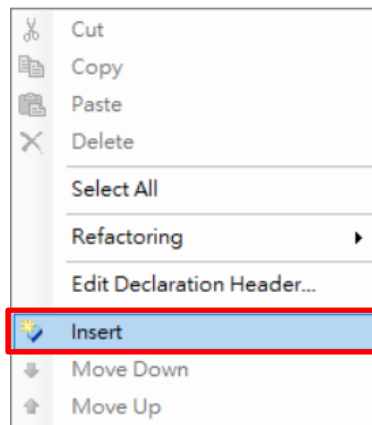 Cut
Copy
Paste
Delete
Select All
Refactoring
Edit Declaration Header...
Insert
Move Down
Move Up